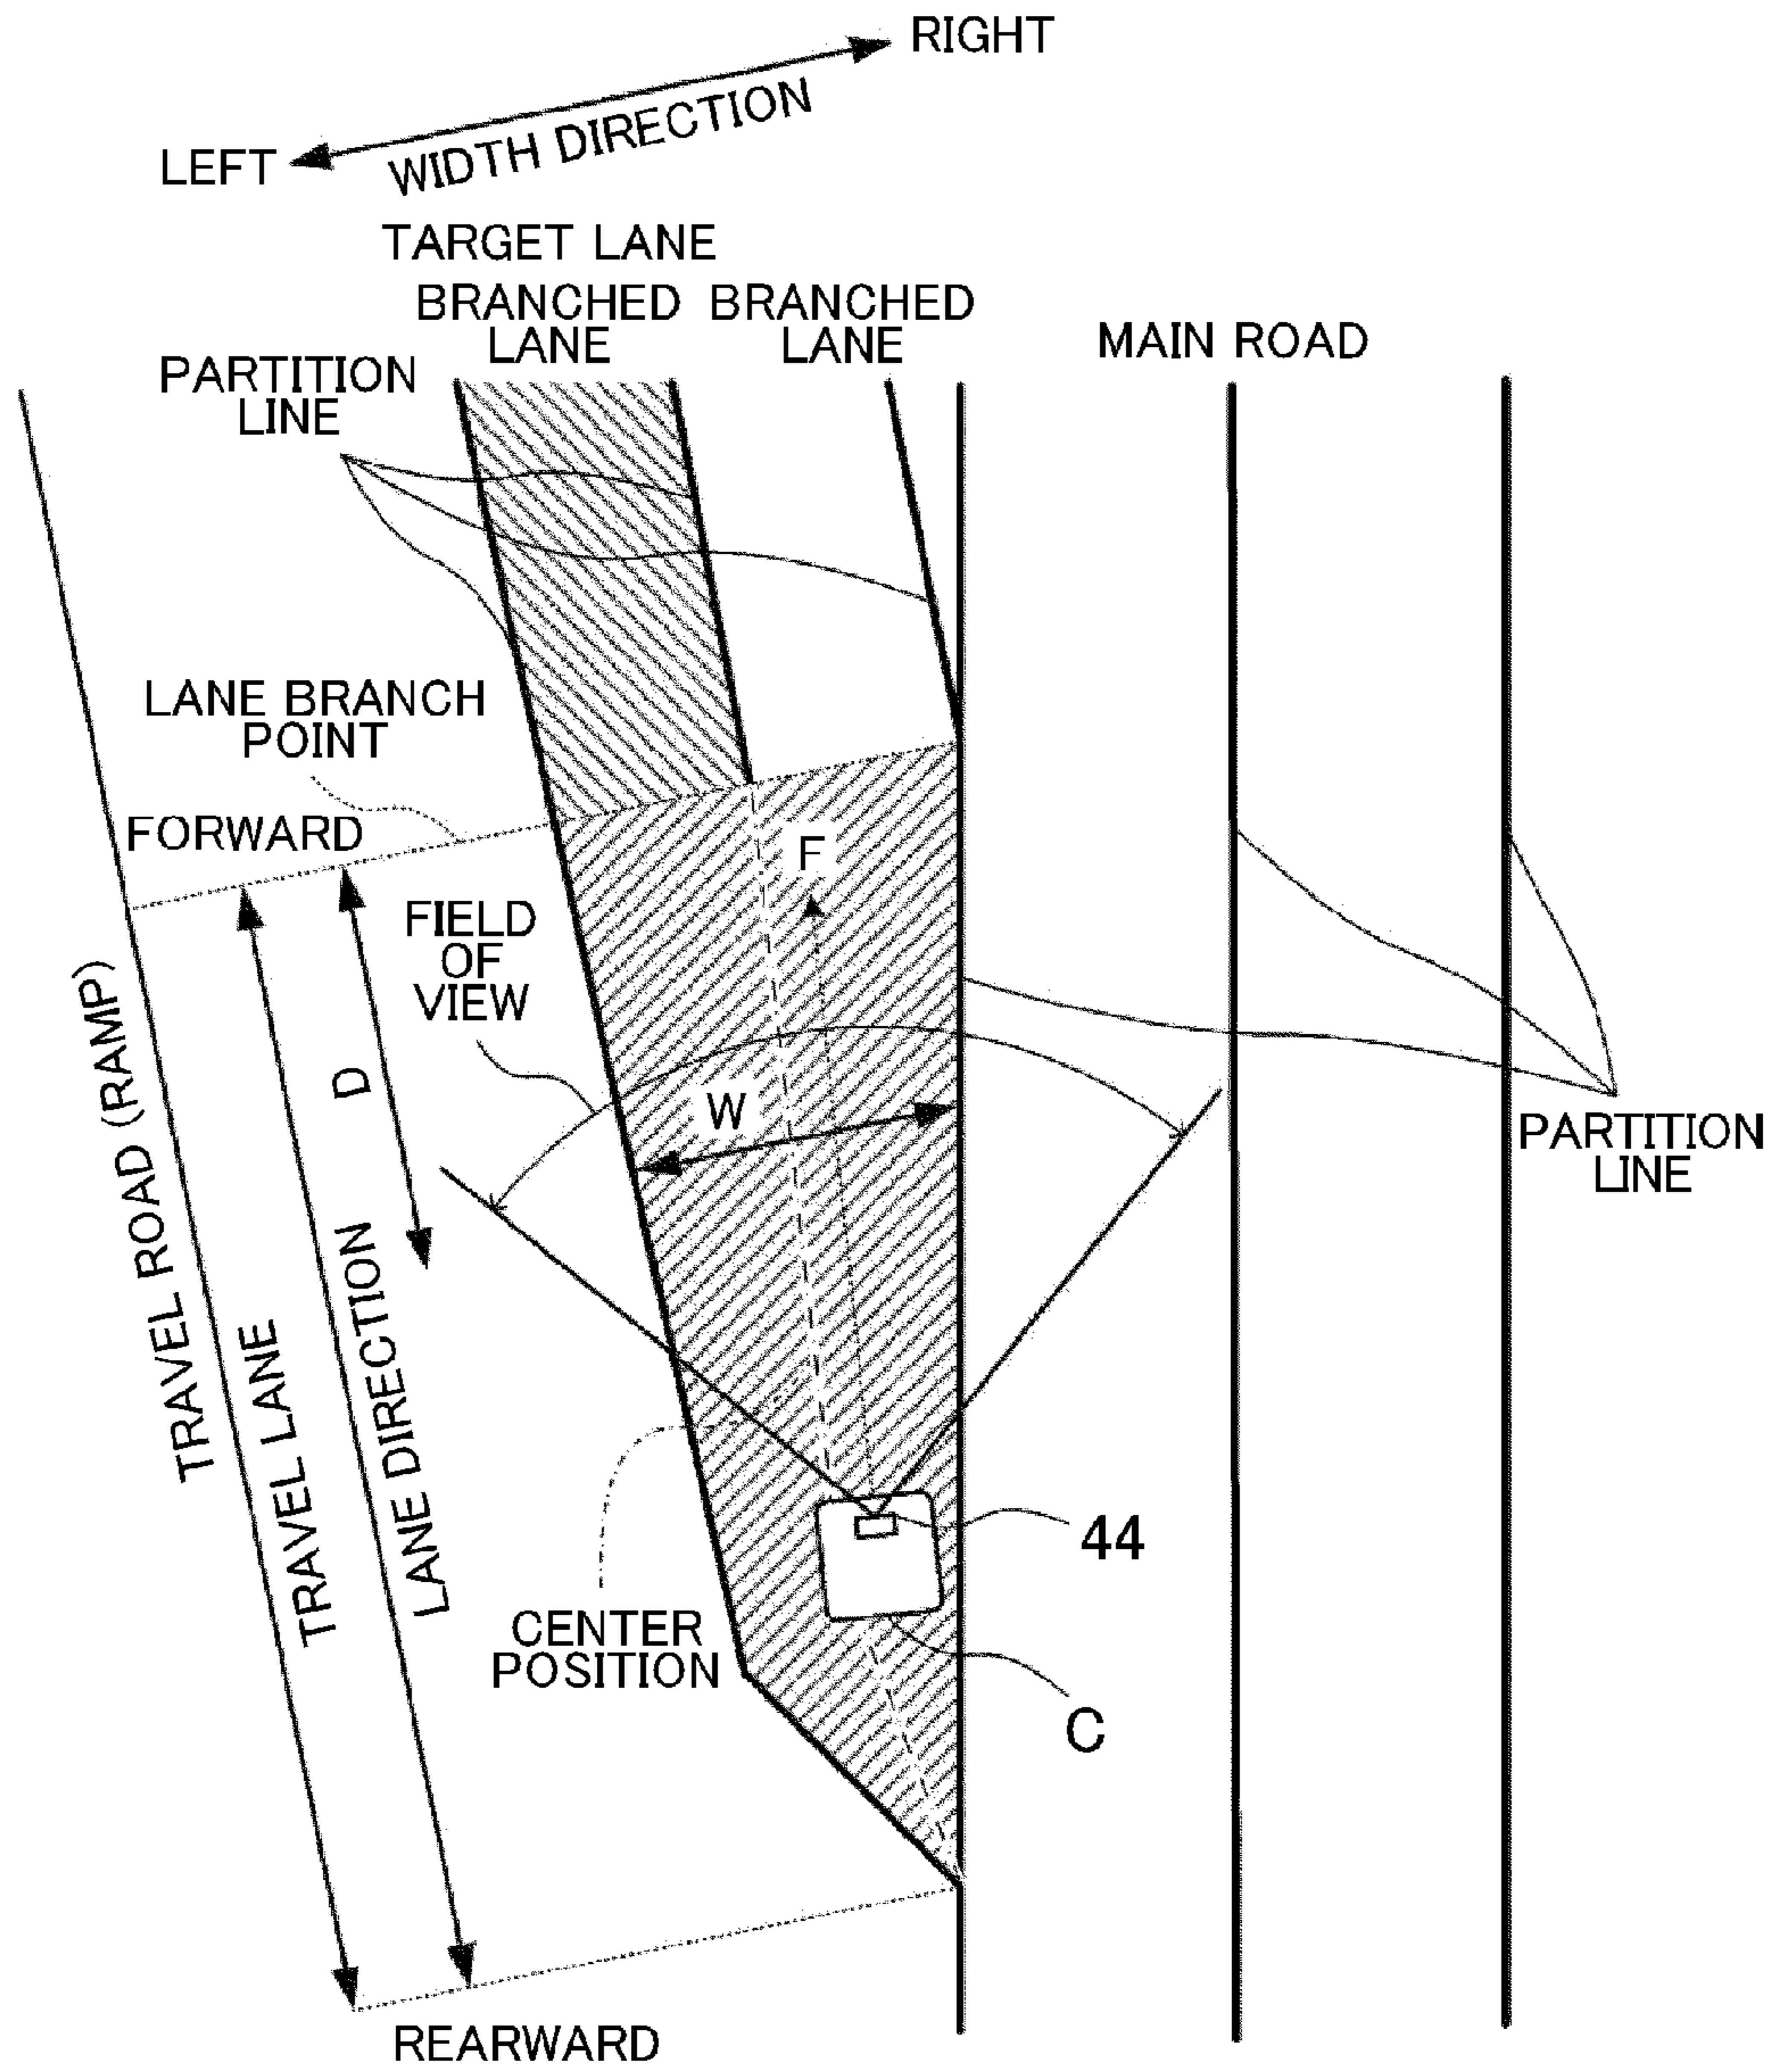 RIGHT
WIDTH DIRECTION
LEFT
TARGET LANE
BRANCHED
LANE
BRANCHED
LANE
MAIN ROAD
PARTITION
LINE
LANE BRANCH
POINT
FORWARD
F
FIELD
OF
VIEW
D
W
TRAVEL ROAD (RAMP)
TRAVEL LANE
LANE DIRECTION
PARTITION
LINE
44
CENTER
POSITION
C
REARWARD